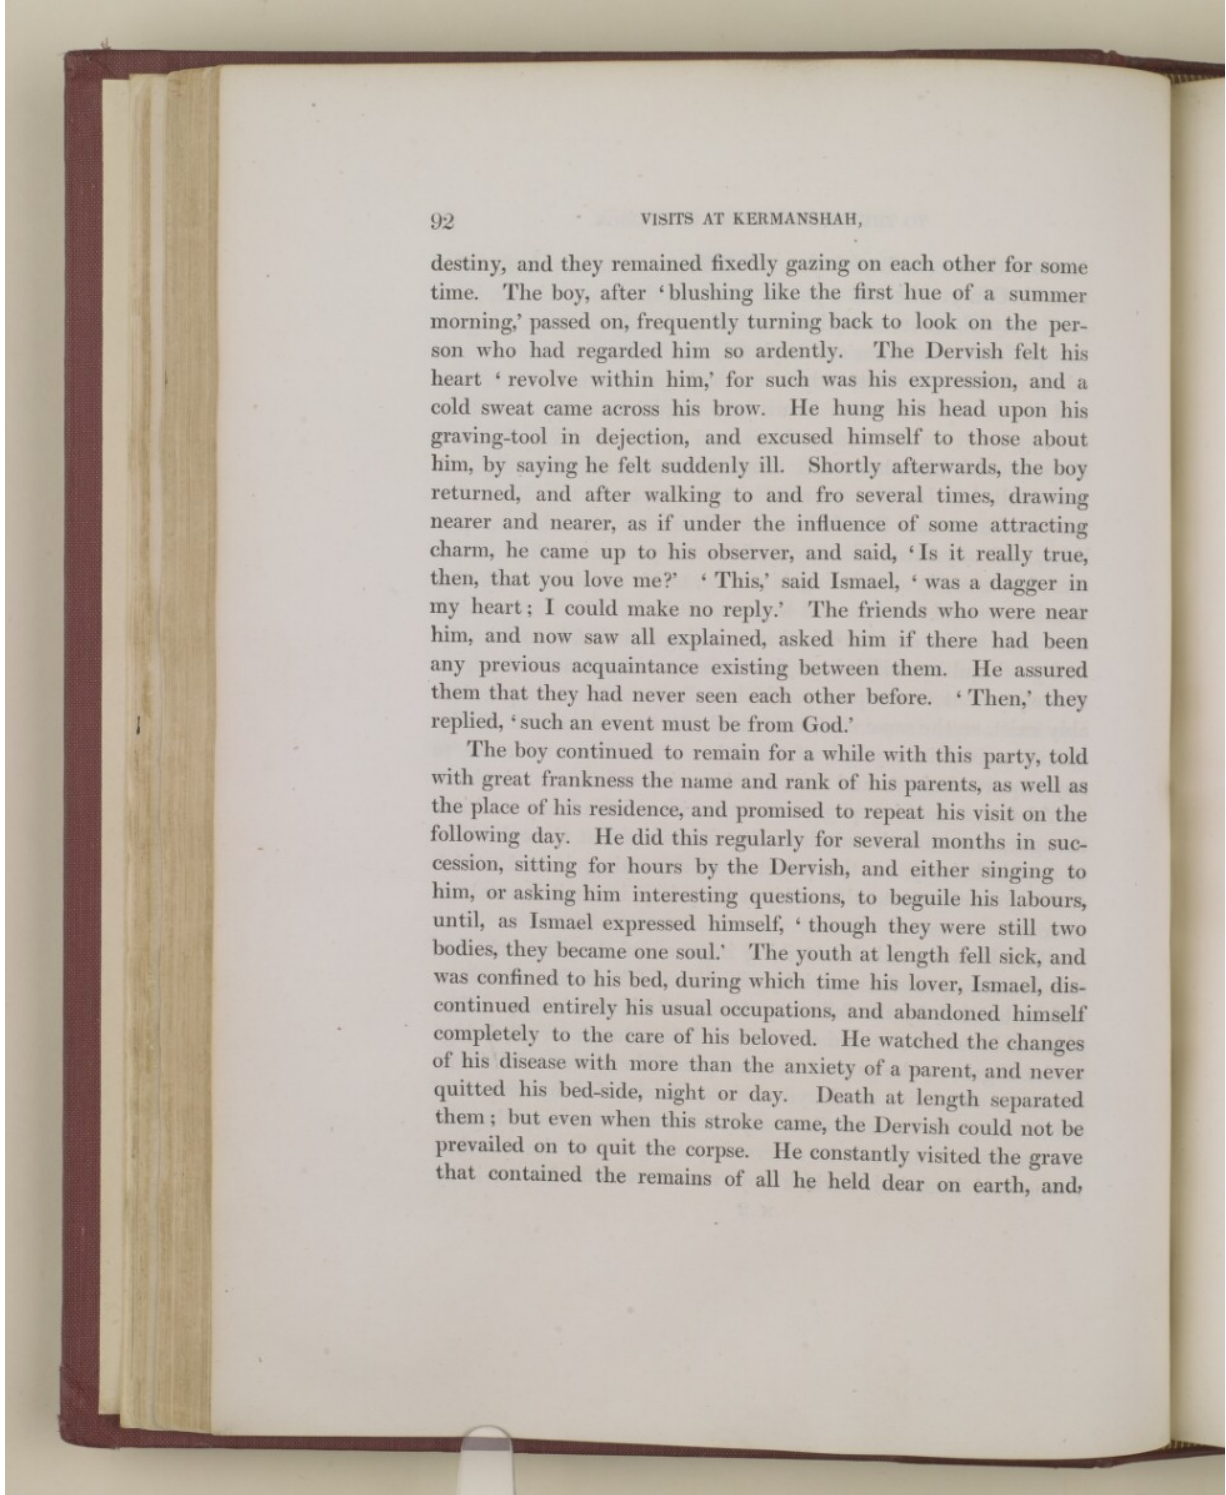 92
VISITS AT KERMANSHAH,
destiny, and they remained fixedly gazing on each other for some
time. The boy, after ‘blushing like the first hue of a summer
morning,’ passed on, frequently turning back to look on the per-
son who had regarded him so ardently. The Dervish felt his
heart ‘ revolve within him,’ for such was his expression, and a
cold sweat came across his brow. He hung his head upon his
graving-tool in dejection, and excused himself to those about
him, by saying he felt suddenly ill. Shortly afterwards, the boy
returned, and after walking to and fro several times, drawing
nearer and nearer, as if under the influence of some attracting
charm, he came up to his observer, and said, ‘Is it really true,
then, that you love me?’ ‘ This,’ said Ismael, ‘ was a dagger in
my heart; I could make no reply.’ The friends who were near
him, and now saw all explained, asked him if there had been
any previous acquaintance existing between them. He assured
them that they had never seen each other before. ‘ Then,’ they
replied, ‘such an event must be from God.’
The boy continued to remain for a while with this party, told
with great frankness the name and rank of his parents, as well as
the place of his residence, and promised to repeat his visit on the
following day. He did this regularly for several months in suc-
cession, sitting for hours by the Dervish, and either singing to
him, or asking him interesting questions, to beguile his labours,
until, as Ismael expressed himself, ‘ though they were still two
bodies, they became one soul.’ The youth at length fell sick, and
was confined to his bed, during which time his lover, Ismael, dis-
continued entirely his usual occupations, and abandoned himself
completely to the care of his beloved. He watched the changes
of his disease with more than the anxiety of a parent, and never
quitted his bed-side, night or day. Death at length separated
them; but even when this stroke came, the Dervish could not be
prevailed on to quit the corpse. He constantly visited the grave
that contained the remains of all he held dear on earth, and,